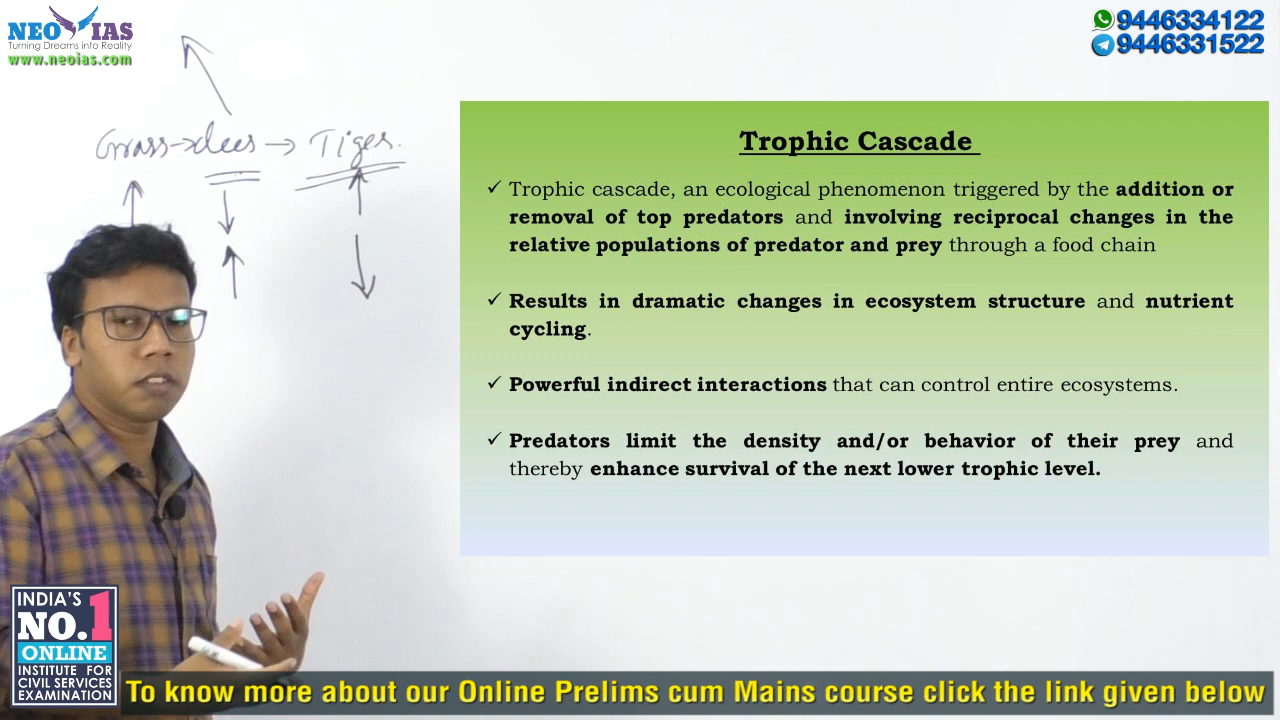 NEO IAS
Turning Dreams into Reality
www.neoias.com
9446334122
9446331522
Grass → deer → Tiger.
Trophic Cascade
✓ Trophic cascade, an ecological phenomenon triggered by the addition or
removal of top predators and involving reciprocal changes in the
relative populations of predator and prey through a food chain
✓ Results in dramatic changes in ecosystem structure and nutrient
cycling.
✓ Powerful indirect interactions that can control entire ecosystems.
✓ Predators limit the density and/or behavior of their prey and
thereby enhance survival of the next lower trophic level.
INDIA'S
NO.1
ONLINE
INSTITUTE FOR
CIVIL SERVICES
EXAMINATION
To know more about our Online Prelims cum Mains course click the link given below